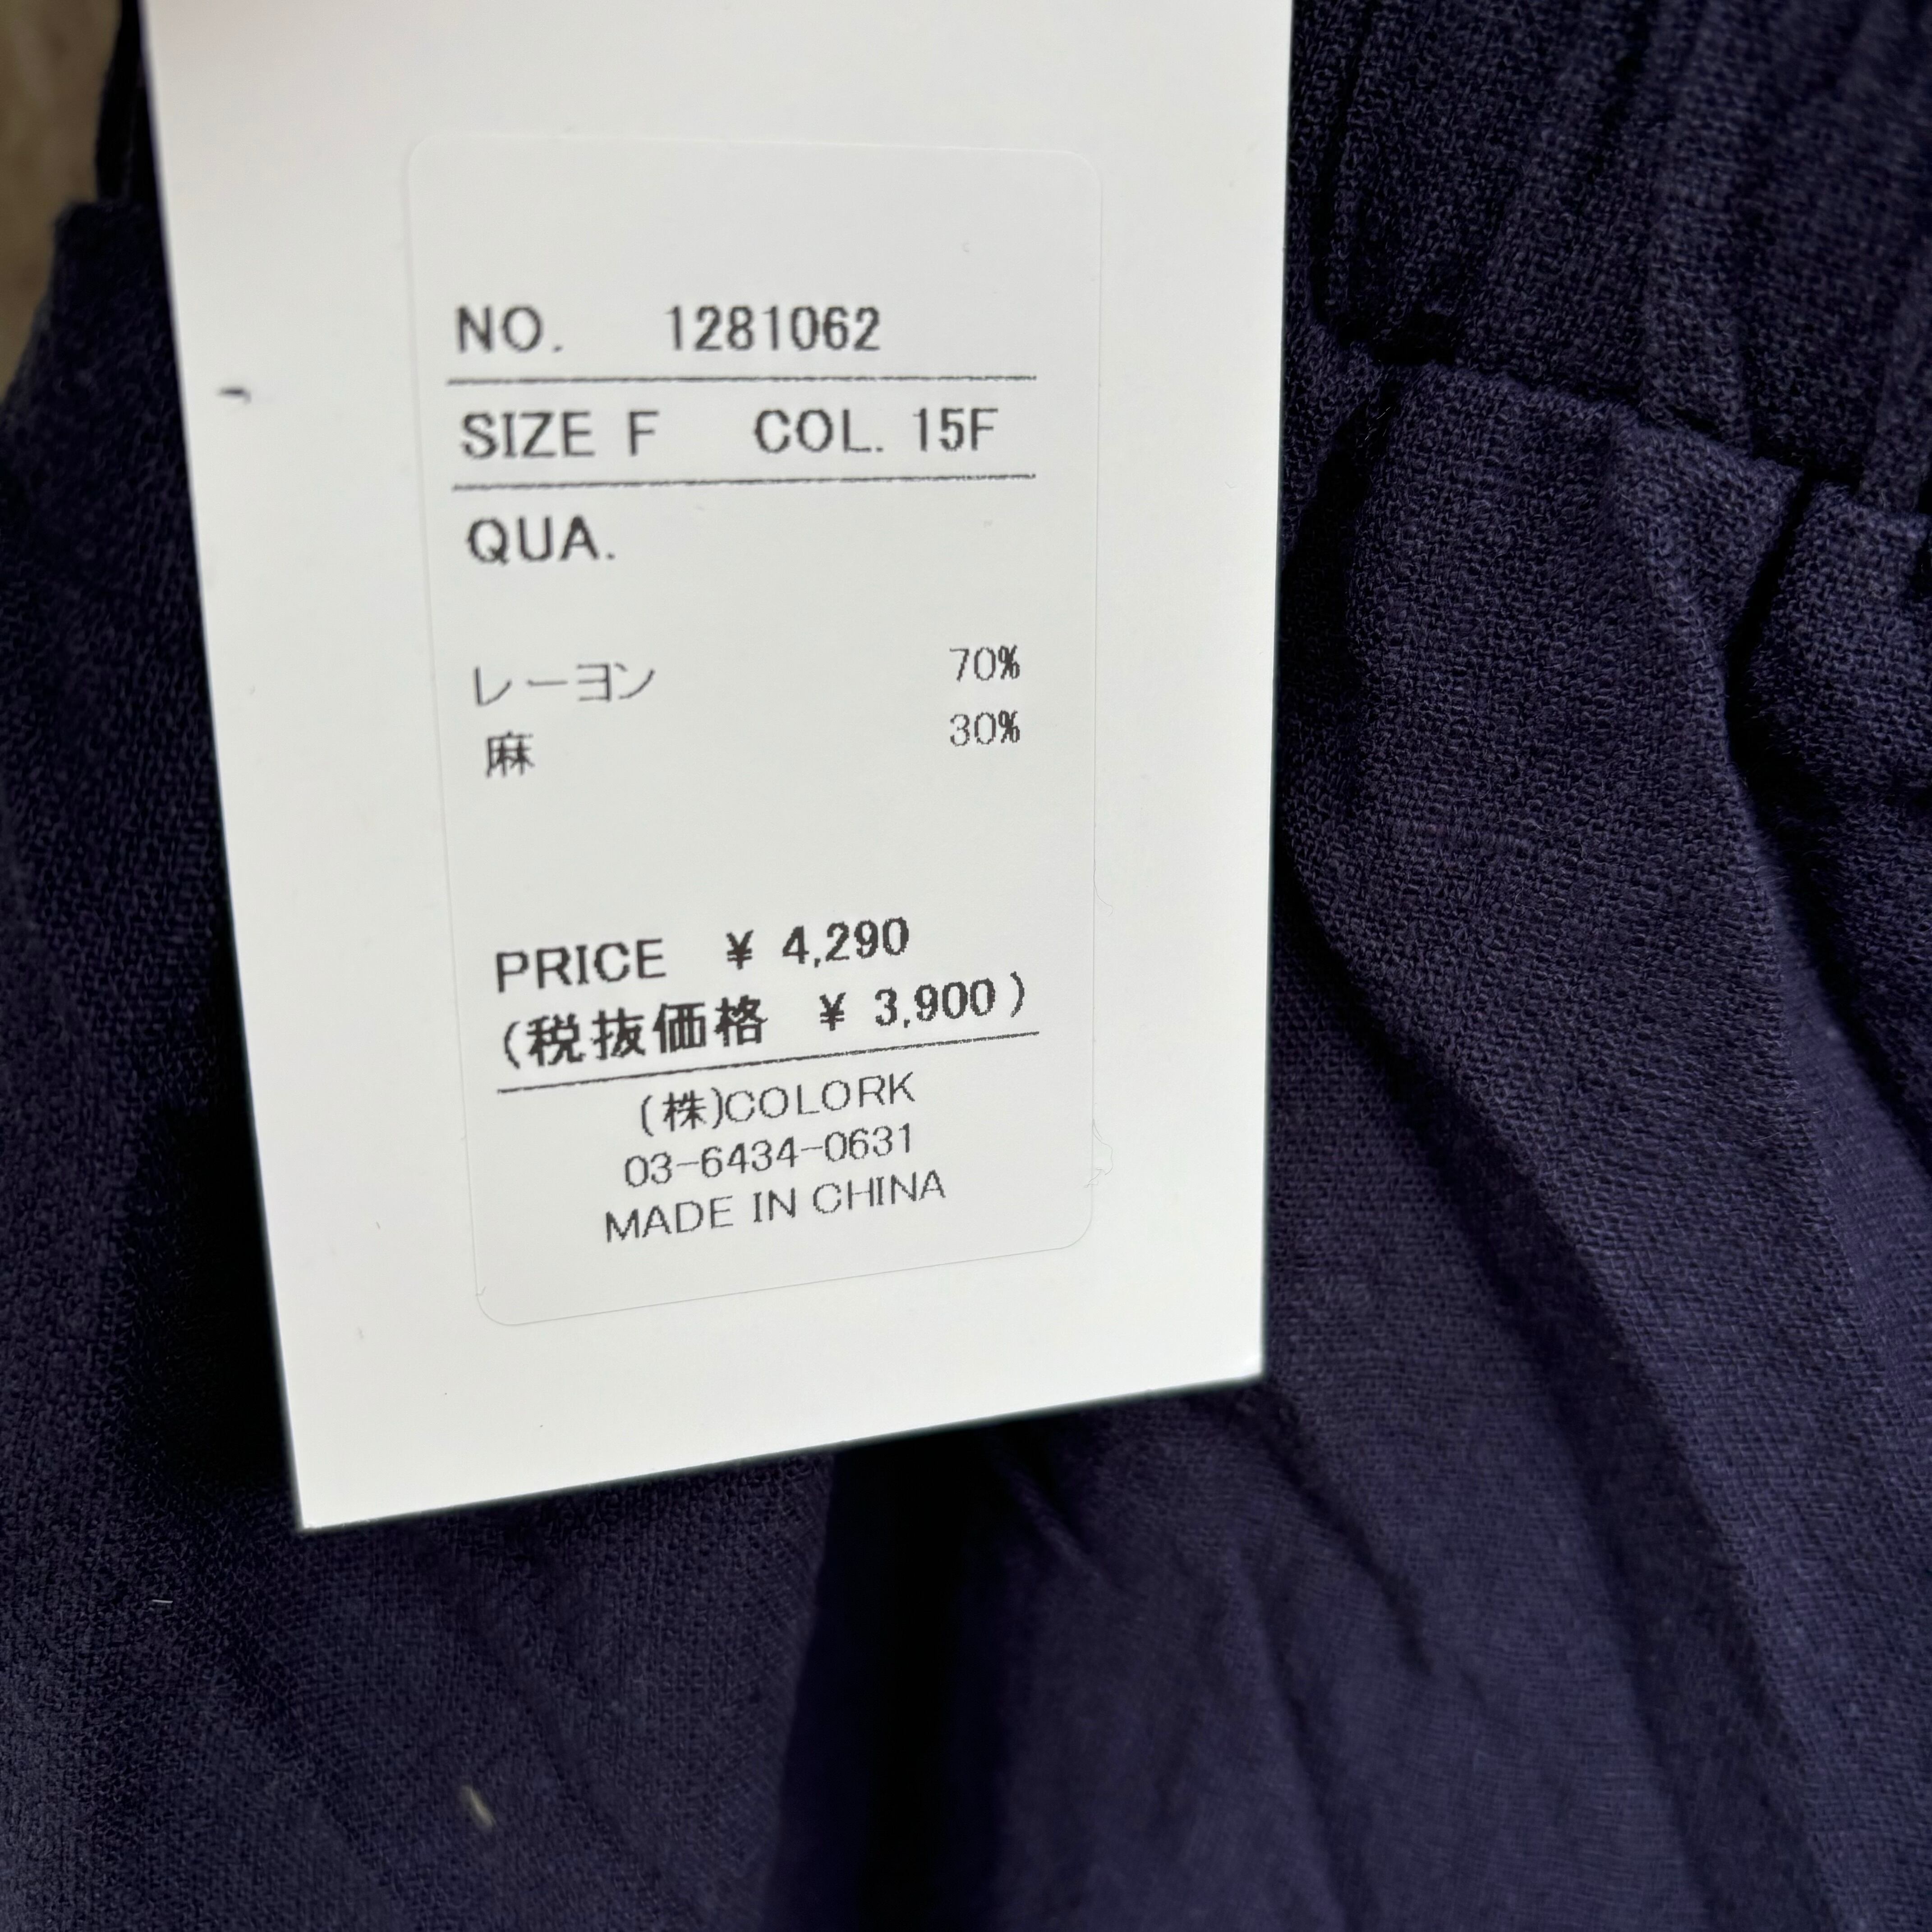 NO. 1281062
SIZE F COL. 15F
QUA.
レーヨン 70%
麻 30%
PRICE ¥ 4,290
(税抜価格 ¥ 3,900)
(株)COLORK
03-6434-0631
MADE IN CHINA